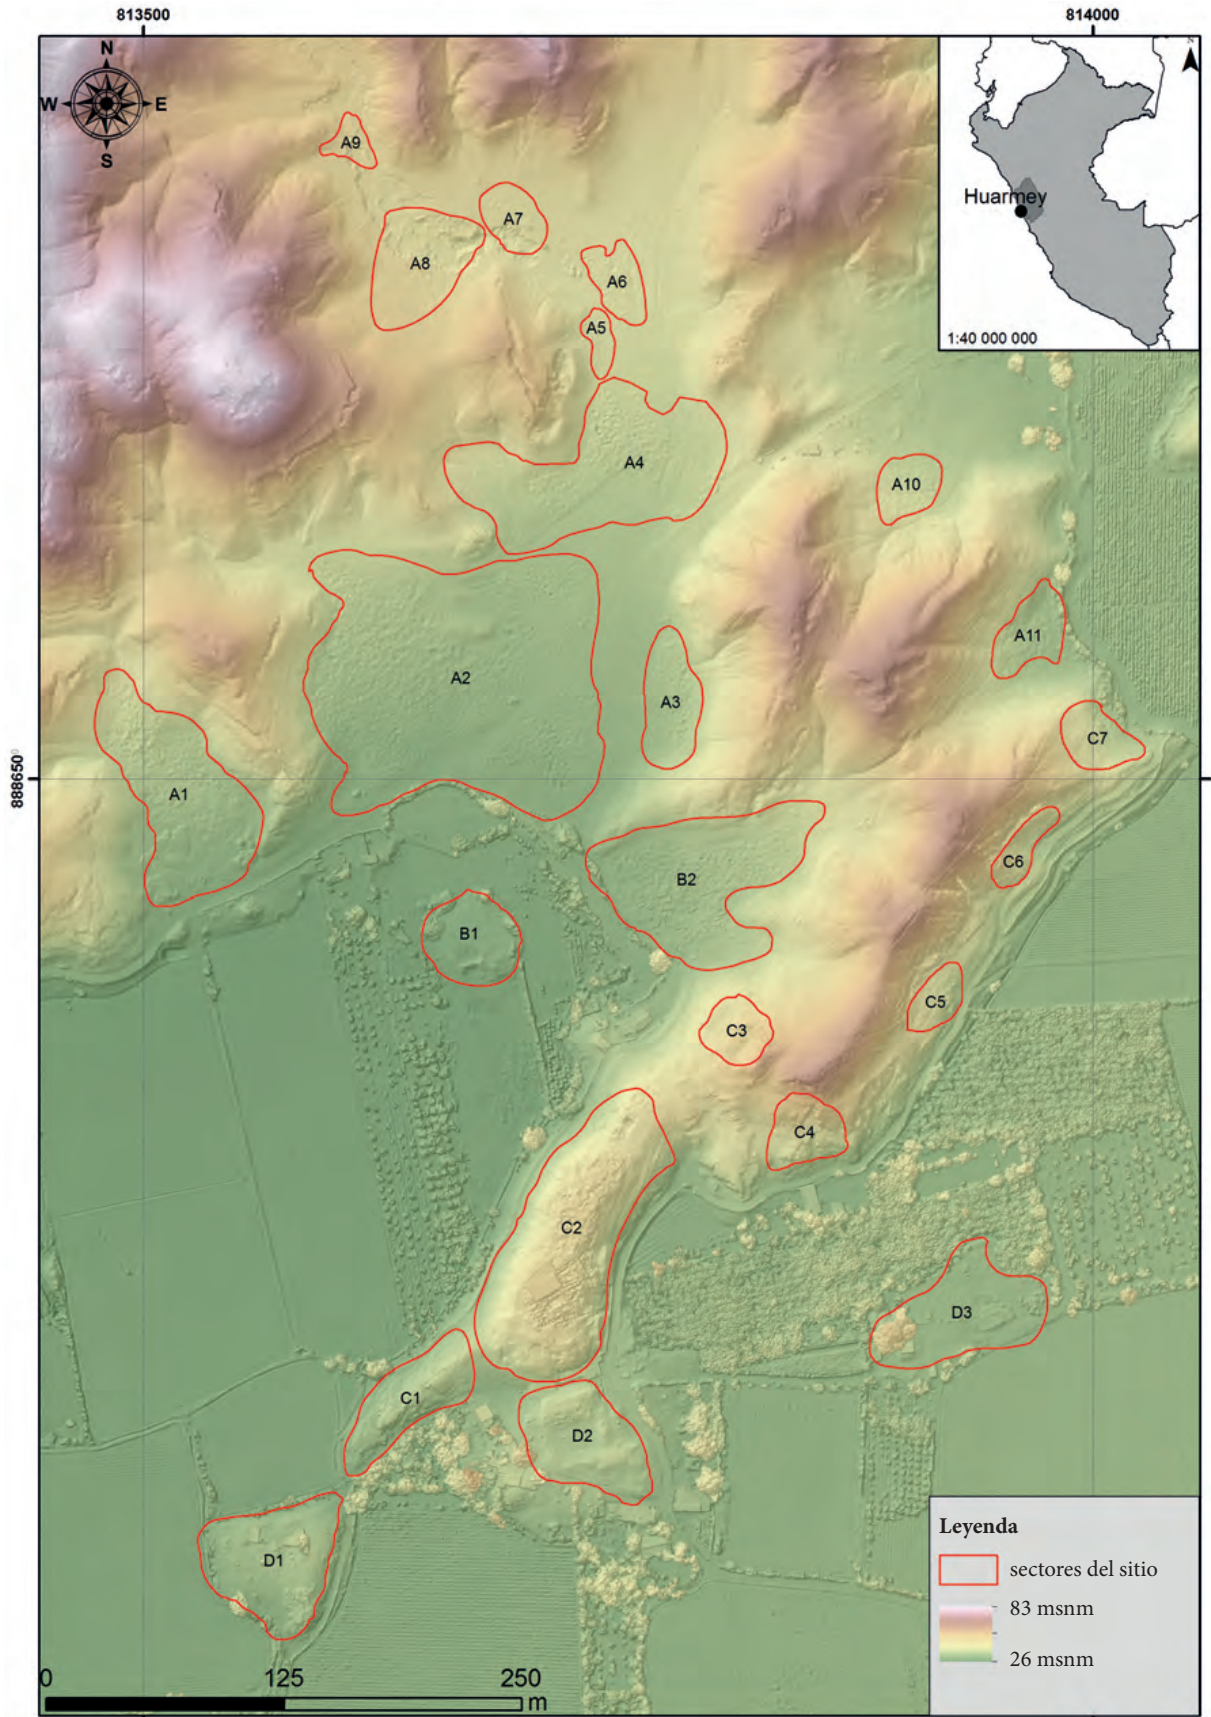 813500
814000
N
W
E
S
Huarmey
1:40 000 000
A9
A7
A8
A6
A5
A4
A10
A11
A2
A3
C7
888650
A1
C6
B2
B1
C5
C3
C4
C2
D3
C1
D2
D1
Leyenda
sectores del sitio
83 msnm
26 msnm
0 125 250
m